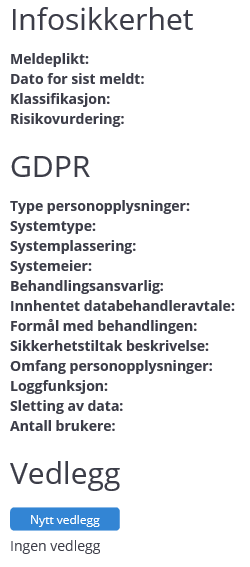 Infosikkerhet
Meldeplikt:
Dato for sist meldt:
Klassifikasjon:
Risikovurdering:
GDPR
Type personopplysninger:
Systemtype:
Systemplassering:
Systemeier:
Behandlingsansvarlig:
Innhentet databehandleravtale:
Formål med behandlingen:
Sikkerhetstiltak beskrivelse:
Omfang personopplysninger:
Loggfunksjon:
Sletting av data:
Antall brukere:
Vedlegg
Nytt vedlegg
Ingen vedlegg